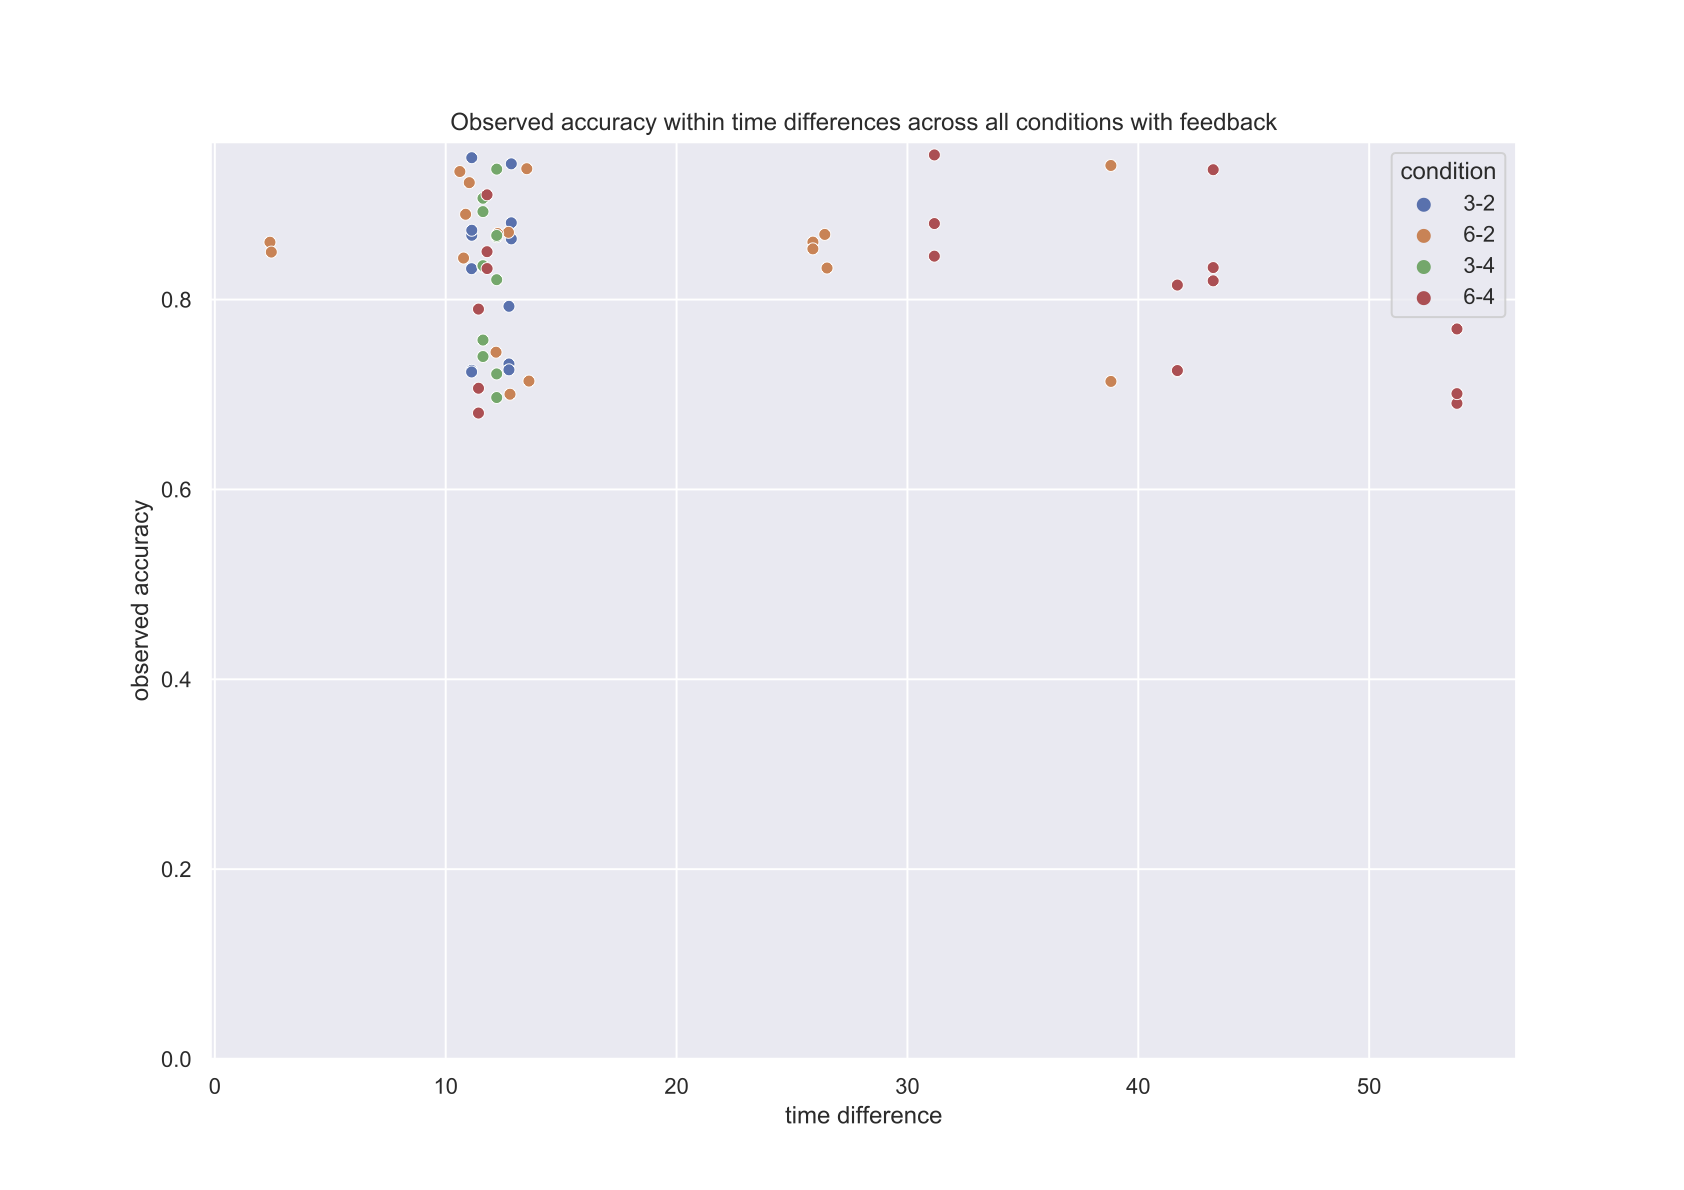 Observed accuracy within time differences across all conditions with feedback
condition
3-2
6-2
3-4
6-4
observed accuracy
0.8
0.6
0.4
0.2
0.0
0 10 20 30 40 50
time difference